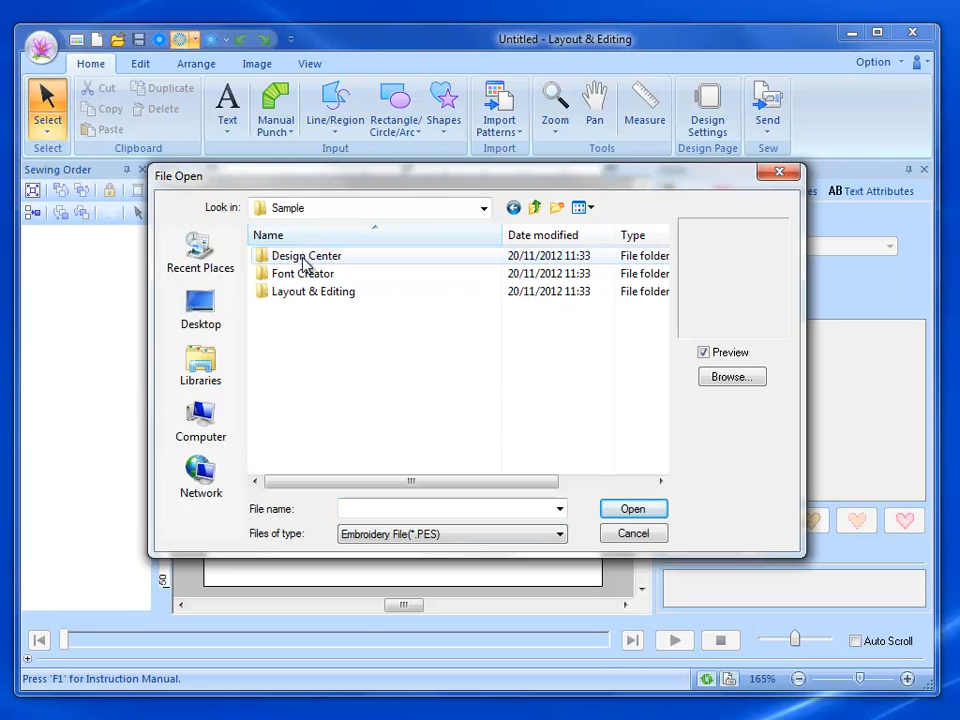 Untitled - Layout & Editing
Home Edit Arrange Image View Option
Select
Cut
Copy
Paste
Duplicate
Delete
Text
Manual Punch
Line/Region
Rectangle/ Circle/Arc
Shapes
Import Patterns
Zoom
Pan
Measure
Design Settings
Send
Select Clipboard Input Import Tools Design Page Sew
Sewing Order
File Open
Look in: Sample
AB Text Attributes
Name Date modified Type
Design Center 20/11/2012 11:33 File folder
Font Creator 20/11/2012 11:33 File folder
Layout & Editing 20/11/2012 11:33 File folder
Recent Places
Desktop
Libraries
Computer
Network
Preview
Browse...
File name: Open
Files of type: Embroidery File(*.PES) Cancel
50
Auto Scroll
Press 'F1' for Instruction Manual. 165%